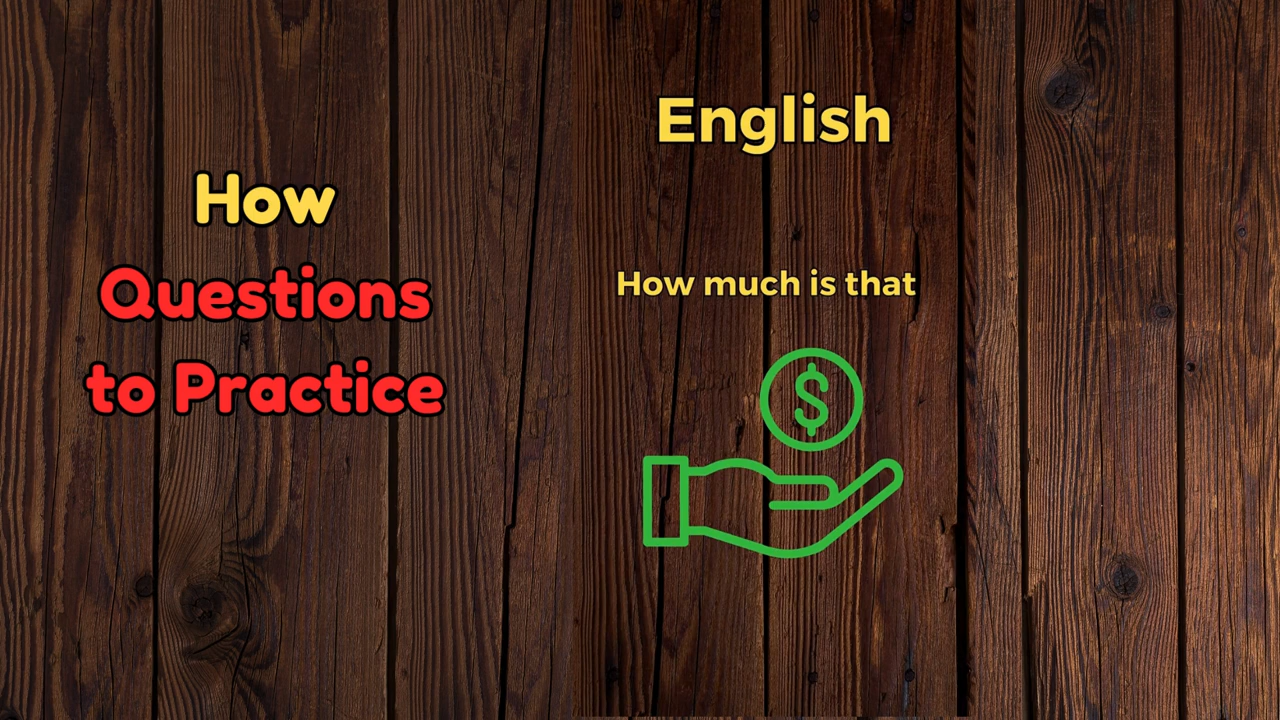 How
Questions
to Practice
English
How much is that
$